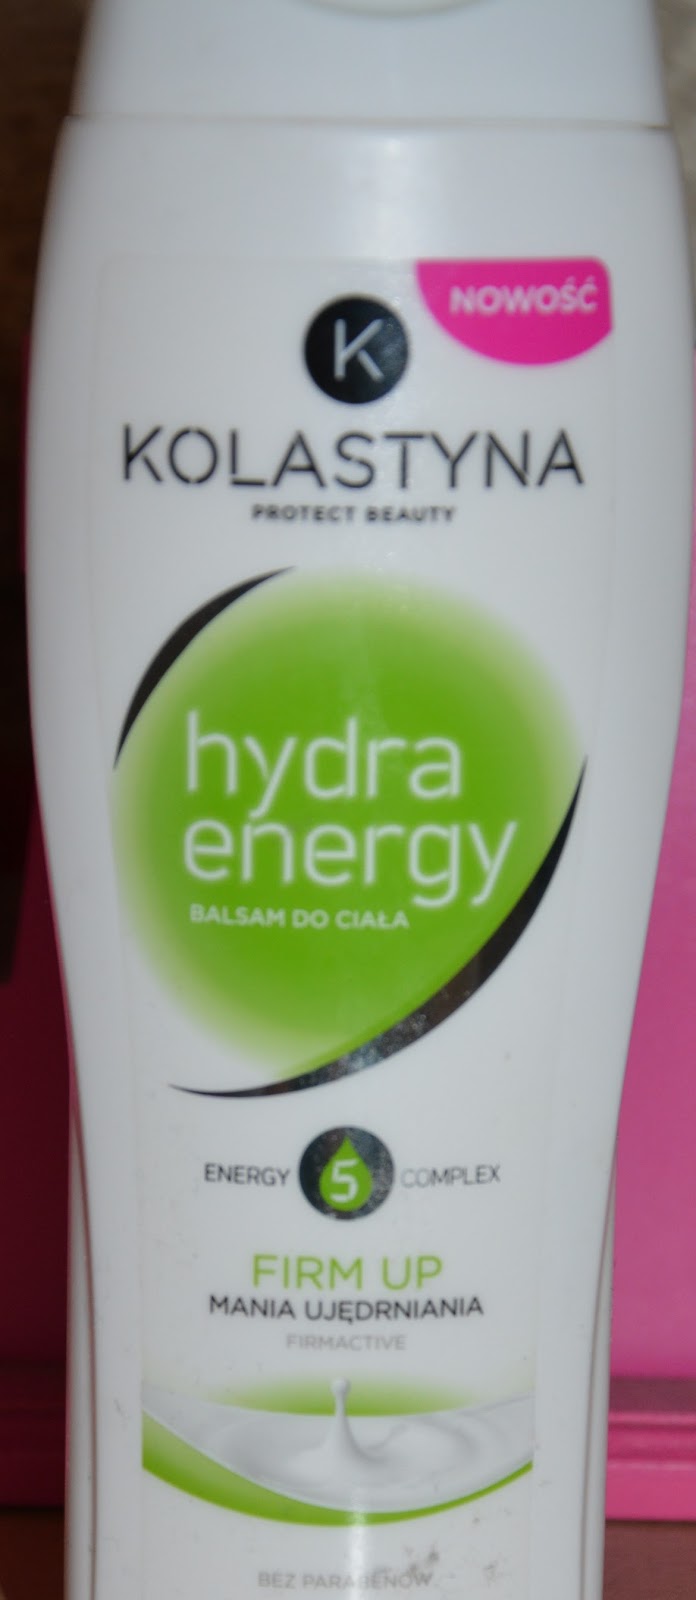 NOWOŚĆ
K
KOLASTYNA
PROTECT BEAUTY
hydra
energy
BALSAM DO CIAŁA
ENERGY 5 COMPLEX
FIRM UP
MANIA UJĘDRNIANIA
FIRMACTIVE
BEZ PARABENÓW